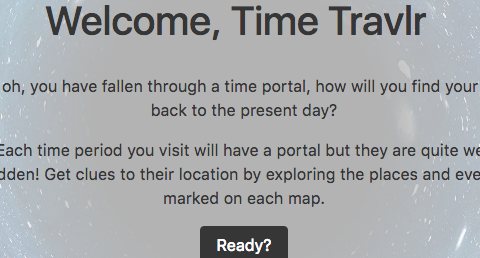 Welcome, Time Travlr
oh, you have fallen through a time portal, how will you find your
back to the present day?
Each time period you visit will have a portal but they are quite we
dden! Get clues to their location by exploring the places and eve
marked on each map.
Ready?